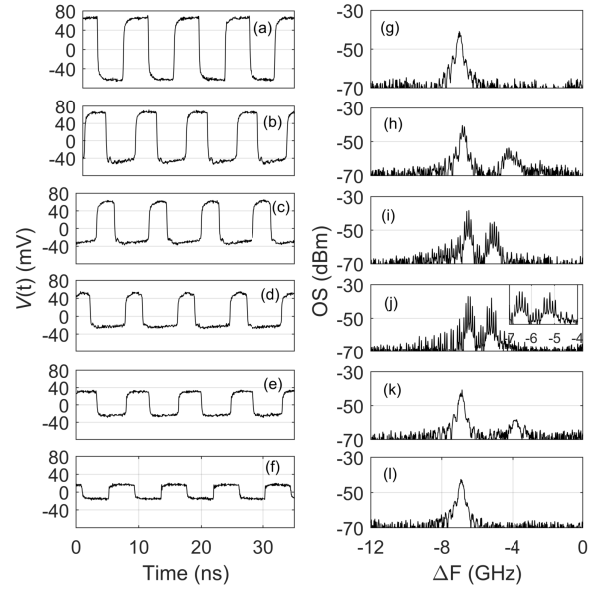 80
40
0
-40
(a)
80
40
0
-40
(b)
80
40
0
-40
(c)
80
40
0
-40
(d)
80
40
0
-40
(e)
80
40
0
-40
(f)
0 10 20 30
Time (ns)
V(t) (mV)
-30
-50
-70
(g)
-30
-50
-70
(h)
-30
-50
-70
(i)
-30
-50
-70
(j)
-7 -6 -5 -4
-30
-50
-70
(k)
-30
-50
-70
(l)
-12 -8 -4 0
ΔF (GHz)
OS (dBm)